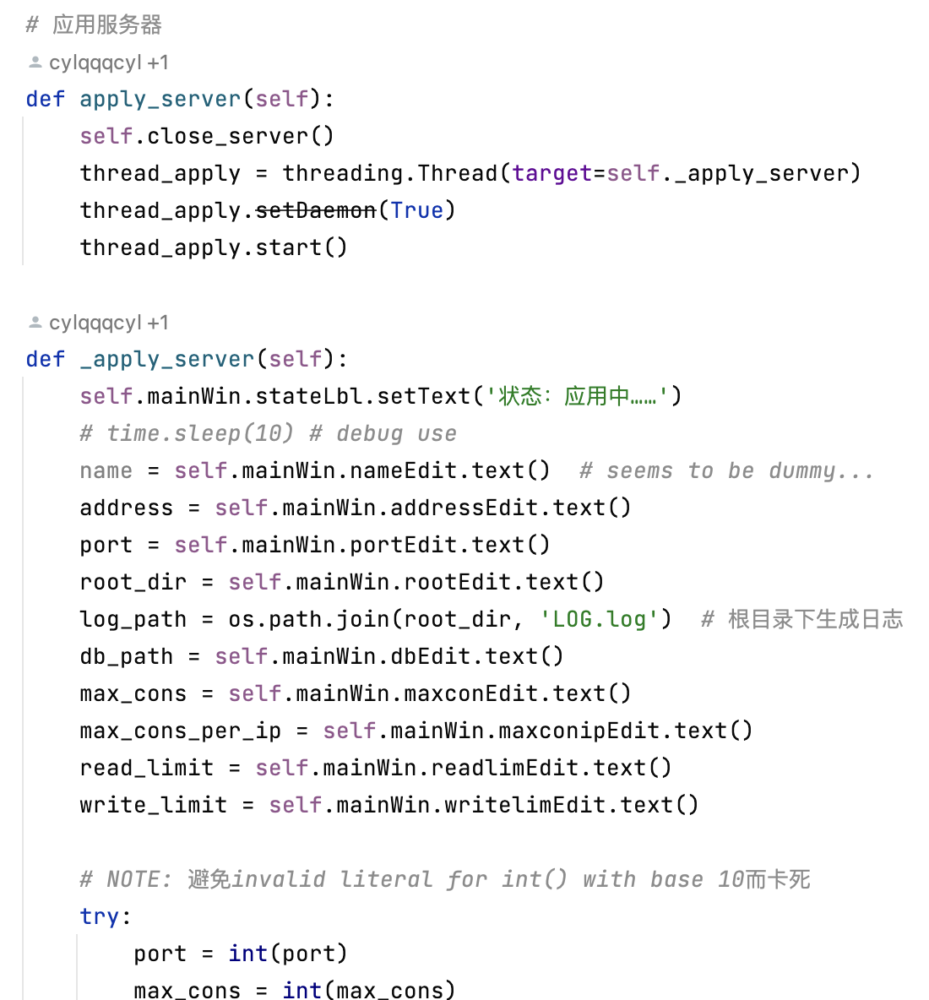 # 应用服务器
cylqqqcyl +1
def apply_server(self):
    self.close_server()
    thread_apply = threading.Thread(target=self._apply_server)
    thread_apply.setDaemon(True)
    thread_apply.start()
cylqqqcyl +1
def _apply_server(self):
    self.mainWin.stateLbl.setText('状态：应用中……')
    # time.sleep(10) # debug use
    name = self.mainWin.nameEdit.text()  # seems to be dummy...
    address = self.mainWin.addressEdit.text()
    port = self.mainWin.portEdit.text()
    root_dir = self.mainWin.rootEdit.text()
    log_path = os.path.join(root_dir, 'LOG.log')  # 根目录下生成日志
    db_path = self.mainWin.dbEdit.text()
    max_cons = self.mainWin.maxconEdit.text()
    max_cons_per_ip = self.mainWin.maxconipEdit.text()
    read_limit = self.mainWin.readlimEdit.text()
    write_limit = self.mainWin.writelimEdit.text()
    # NOTE: 避免invalid literal for int() with base 10而卡死
    try:
        port = int(port)
        max_cons = int(max_cons)